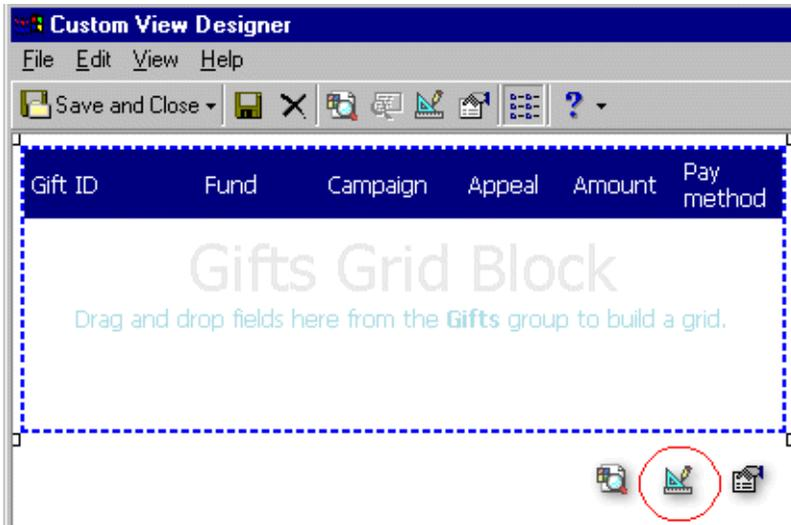 Custom View Designer
File Edit View Help
Save and Close ?
Gift ID Fund Campaign Appeal Amount Pay method
Gifts Grid Block
Drag and drop fields here from the Gifts group to build a grid.